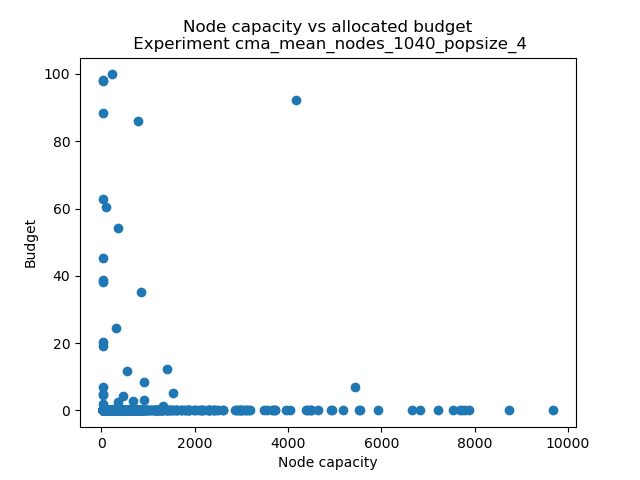 Node capacity vs allocated budget
Experiment cma_mean_nodes_1040_popsize_4
100
80
60
40
20
0
Budget
0 2000 4000 6000 8000 10000
Node capacity